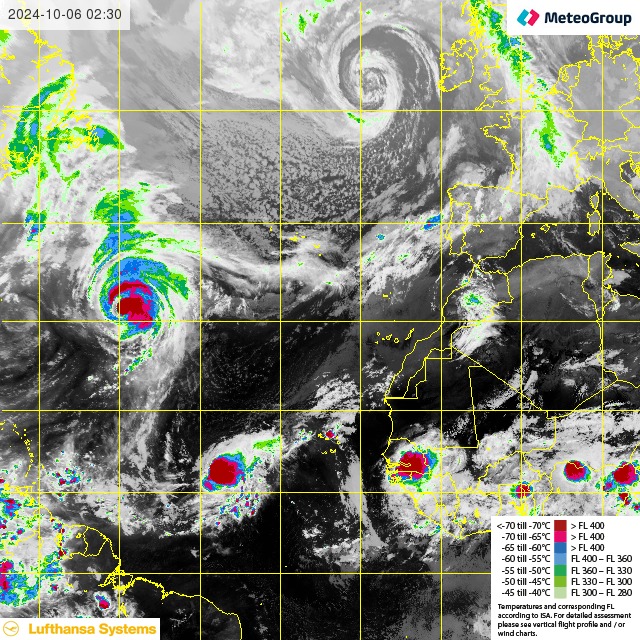 2024-10-06 02:30
MeteoGroup
<-70 till -70°C > FL 400
-70 till -65°C > FL 400
-65 till -60°C > FL 400
-60 till -55°C FL 400 – FL 360
-55 till -50°C FL 360 – FL 330
-50 till -45°C FL 330 – FL 300
-45 till -40°C FL 300 – FL 280
Temperatures and corresponding FL
according to ISA. For detailed assessment
please see vertical flight profile and / or
wind charts.
Lufthansa Systems